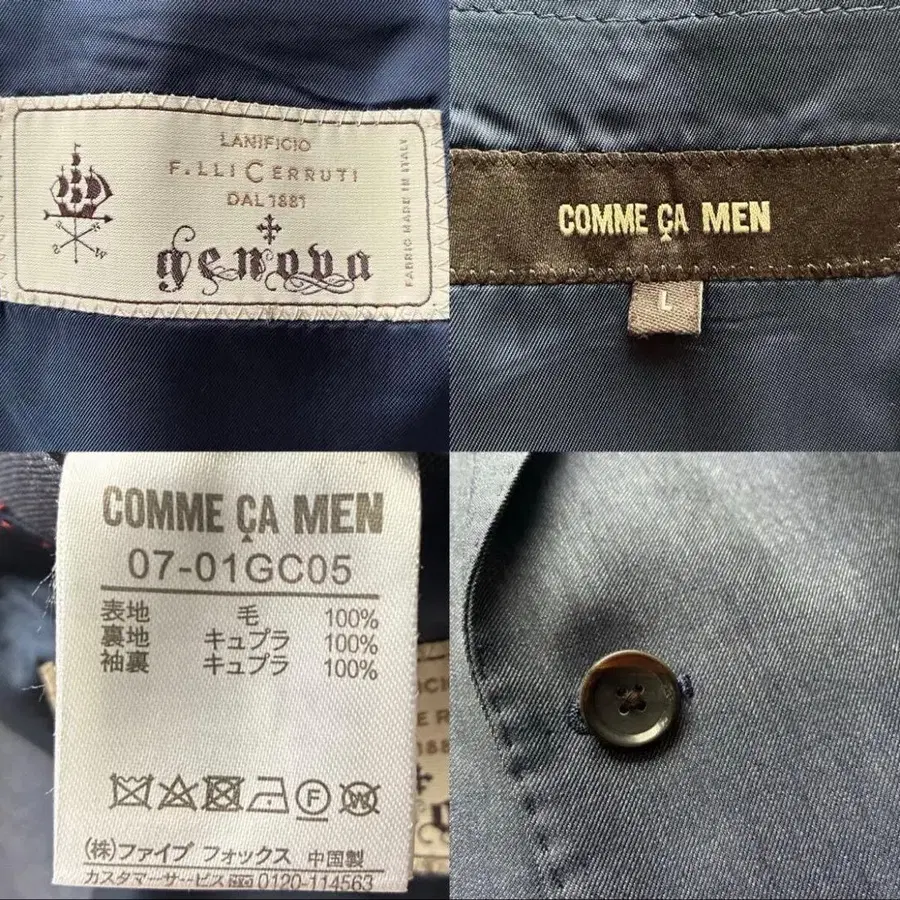 LANIFICIO
F.LLI CERRUTI
DAL 1881
genova
FABRIC MADE IN ITALY
W
COMME ÇA MEN
L
COMME ÇA MEN
07-01GC05
表地 毛 100%
裏地 キュプラ 100%
袖裏 キュプラ 100%
F W
(株)ファイブ フォックス 中国製
カスタマーサービス 0120-114563